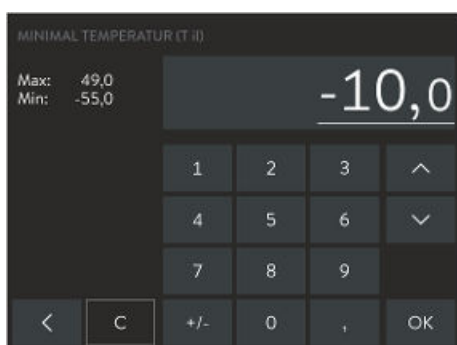 MINIMAL TEMPERATUR (T il)
Max: 49,0
Min: -55,0
-10,0
1 2 3
4 5 6
7 8 9
C +/- 0 , OK